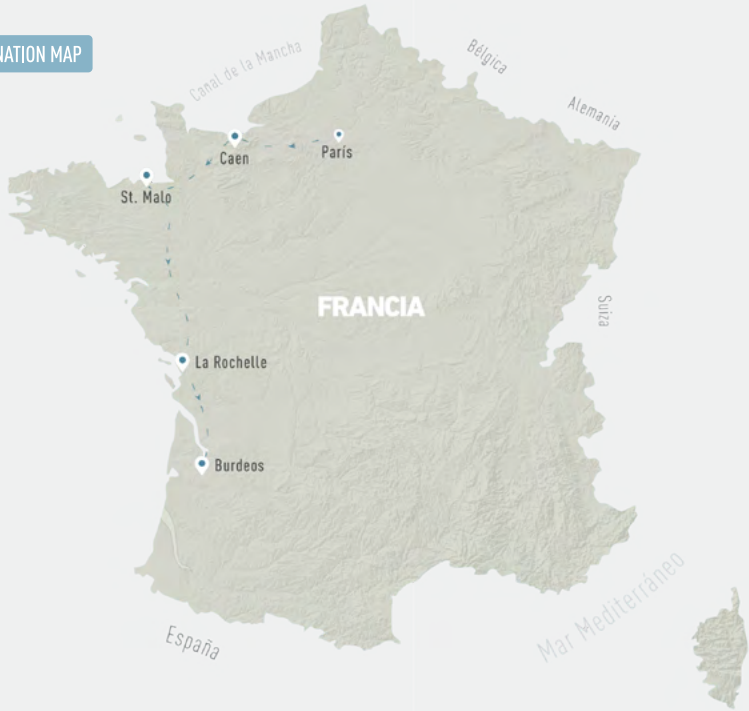 NATION MAP
Canal de la Mancha
Bélgica
Alemania
Caen
París
St. Malo
FRANCIA
Suiza
La Rochelle
Burdeos
España
Mar Mediterráneo